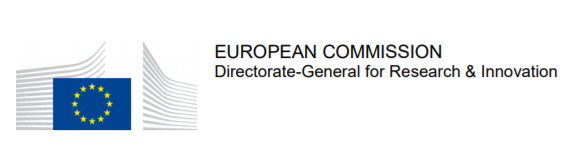 EUROPEAN COMMISSION
Directorate-General for Research & Innovation